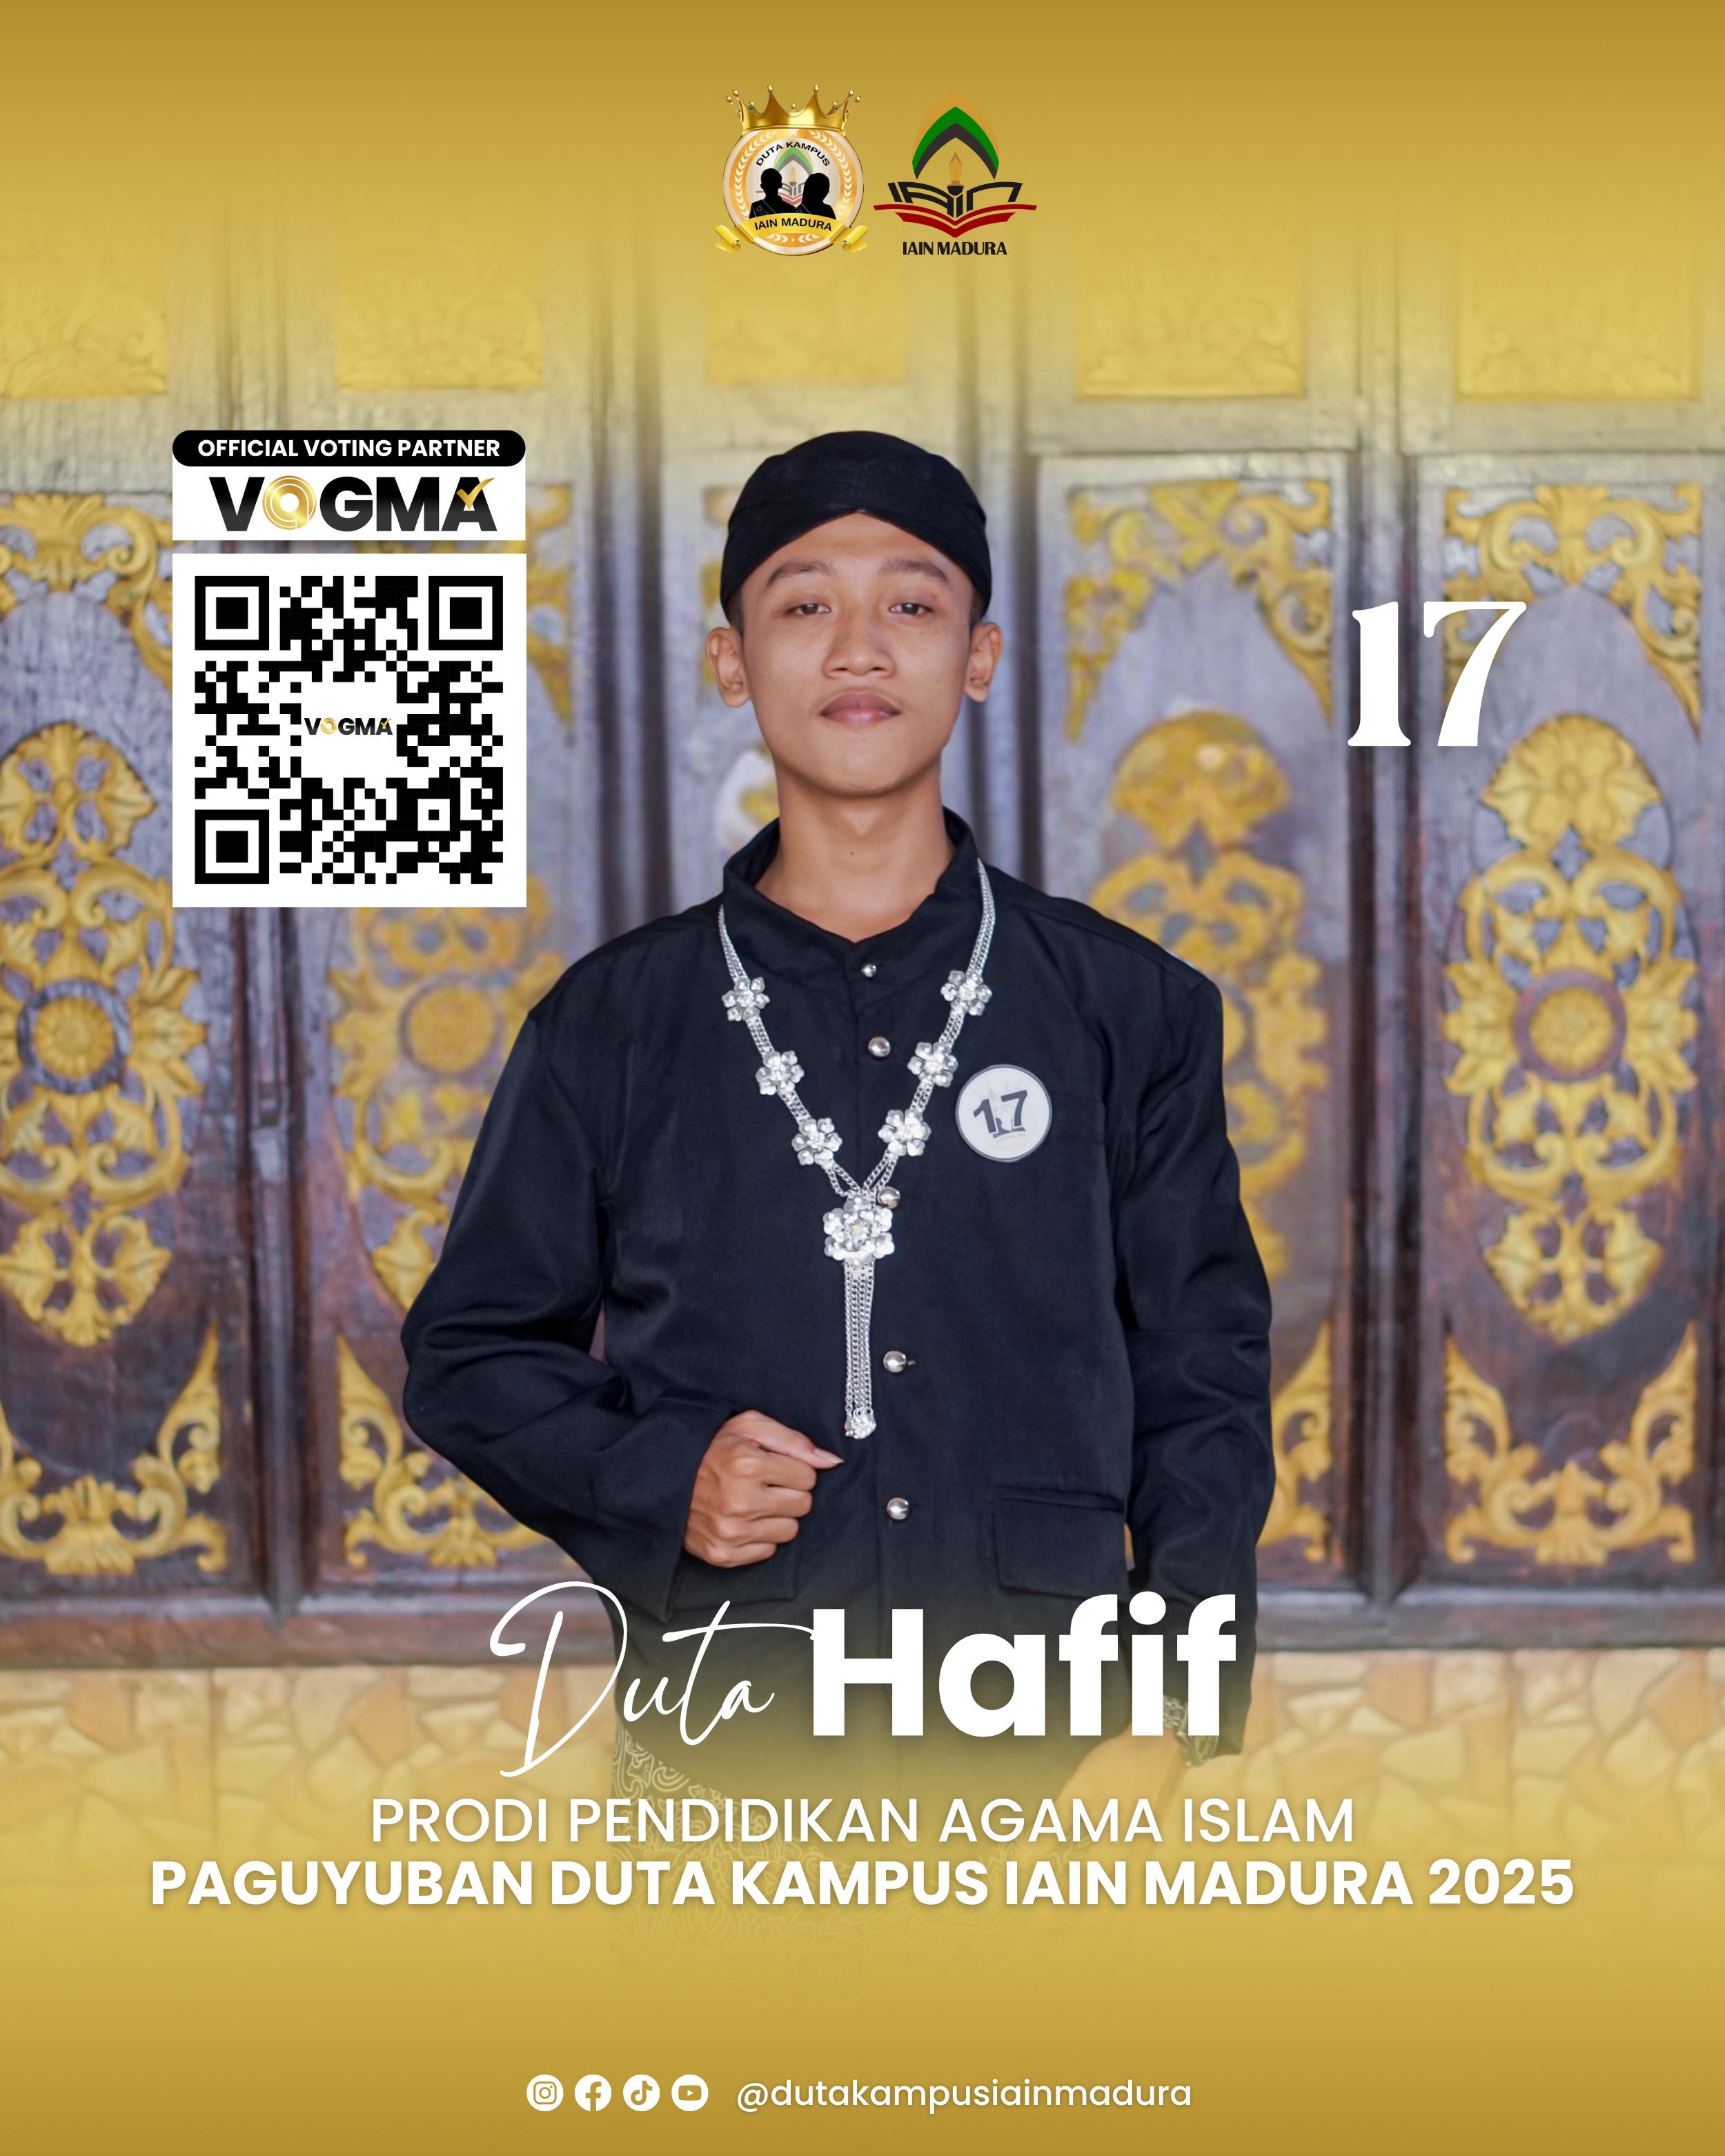 DUTA KAMPUS
IAIN MADURA
IAIN MADURA
OFFICIAL VOTING PARTNER
VOGMA
VOGMA
17
17
Duta Hafif
PRODI PENDIDIKAN AGAMA ISLAM
PAGUYUBAN DUTA KAMPUS IAIN MADURA 2025
@dutakampusiainmadura